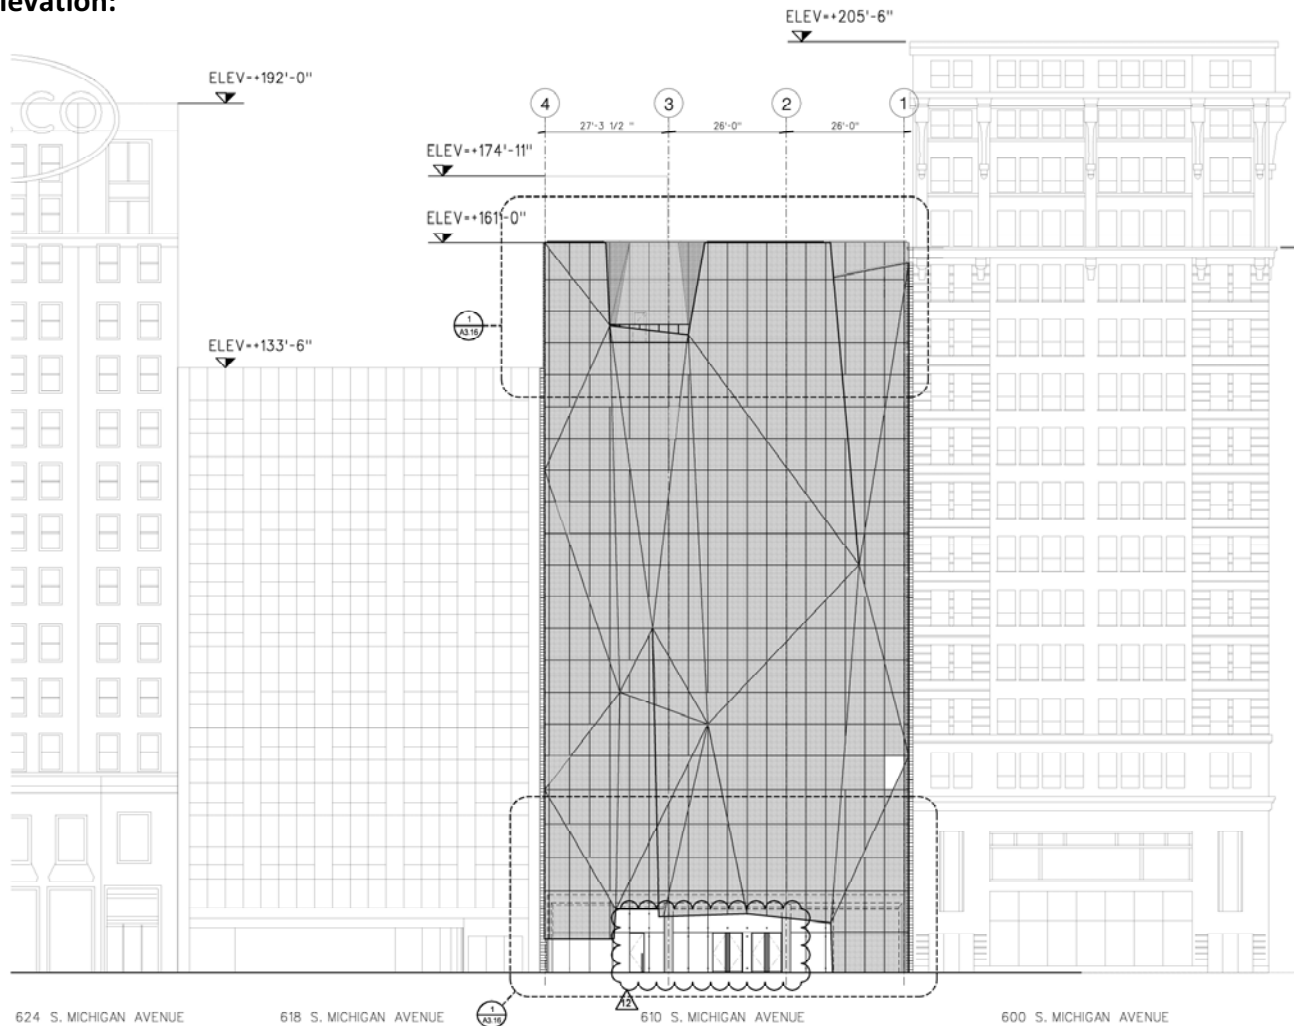 levation:
ELEV=+205'-6"
ELEV=+192'-0"
CO
4
3
2
1
27'-3 1/2 "
26'-0"
26'-0"
ELEV=+174'-11"
ELEV=+161'-0"
1
A3.16
ELEV=+133'-6"
12
1
A3.16
624 S. MICHIGAN AVENUE
618 S. MICHIGAN AVENUE
610 S. MICHIGAN AVENUE
600 S. MICHIGAN AVENUE